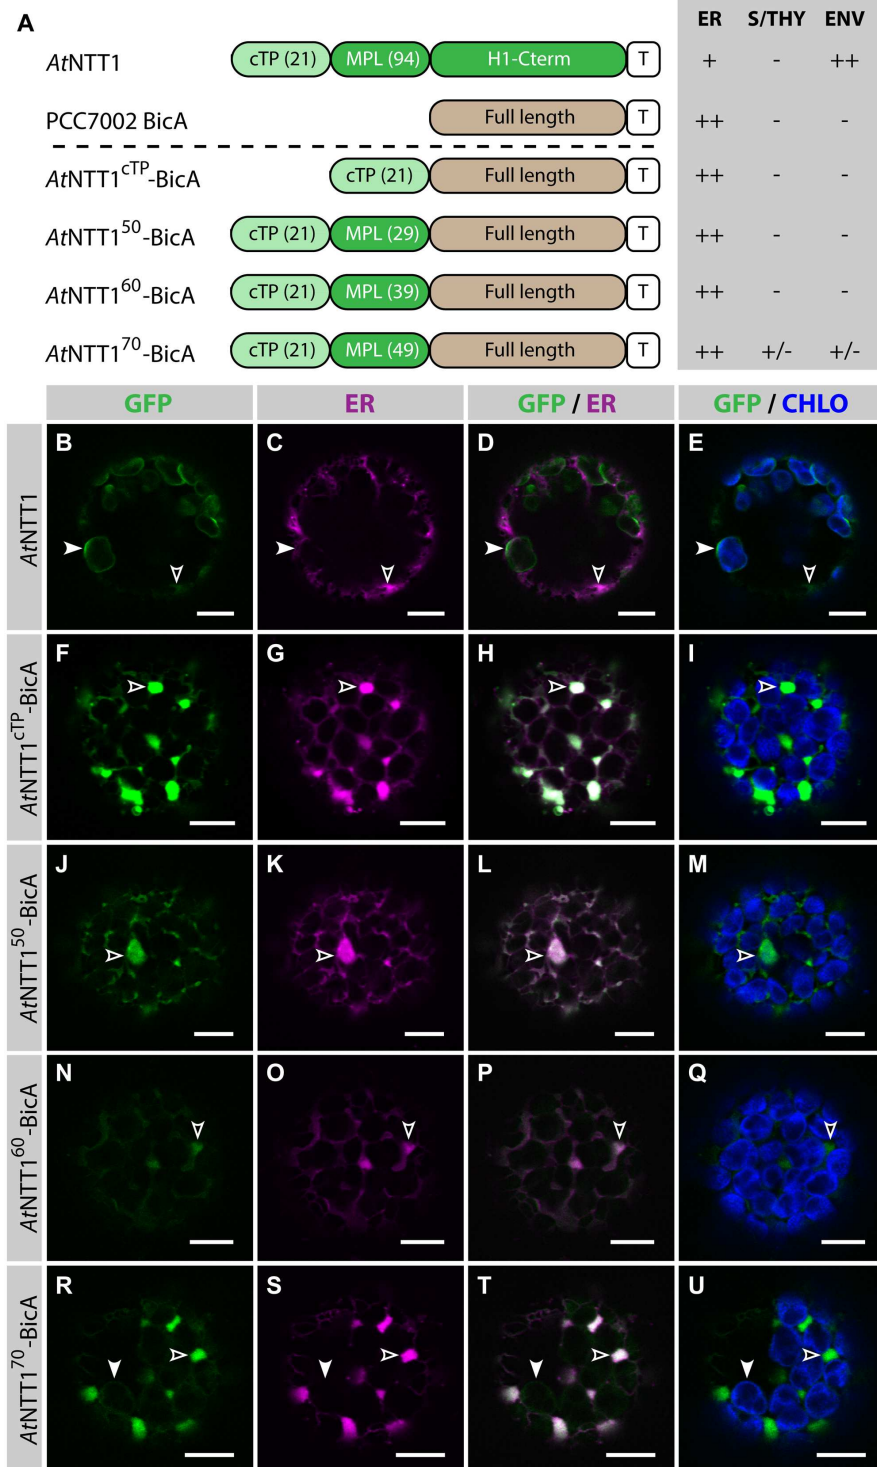 A
ER S/THY ENV
AtNTT1 cTP (21) MPL (94) H1-Cterm T + - ++
PCC7002 BicA Full length T ++ - -
AtNTT1cTP-BicA cTP (21) Full length T ++ - -
AtNTT150-BicA cTP (21) MPL (29) Full length T ++ - -
AtNTT160-BicA cTP (21) MPL (39) Full length T ++ - -
AtNTT170-BicA cTP (21) MPL (49) Full length T ++ +/- +/-
GFP ER GFP / ER GFP / CHLO
AtNTT1
B C D E
AtNTT1cTP-BicA
F G H I
AtNTT150-BicA
J K L M
AtNTT160-BicA
N O P Q
AtNTT170-BicA
R S T U